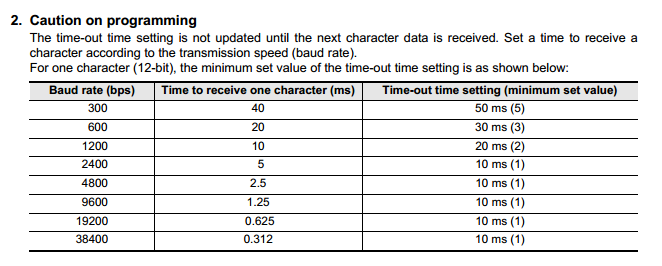 2. Caution on programming
The time-out time setting is not updated until the next character data is received. Set a time to receive a
character according to the transmission speed (baud rate).
For one character (12-bit), the minimum set value of the time-out time setting is as shown below:
Baud rate (bps) Time to receive one character (ms) Time-out time setting (minimum set value)
300 40 50 ms (5)
600 20 30 ms (3)
1200 10 20 ms (2)
2400 5 10 ms (1)
4800 2.5 10 ms (1)
9600 1.25 10 ms (1)
19200 0.625 10 ms (1)
38400 0.312 10 ms (1)